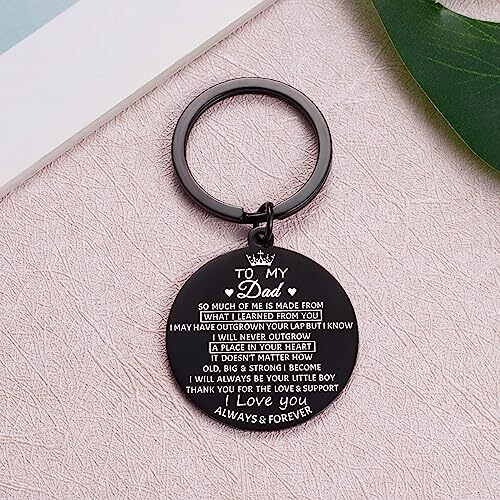 TO MY
Dad
SO MUCH OF ME IS MADE FROM
WHAT I LEARNED FROM YOU
I MAY HAVE OUTGROWN YOUR LAP BUT I KNOW
I WILL NEVER OUTGROW
A PLACE IN YOUR HEART
IT DOESN'T MATTER HOW
OLD, BIG & STRONG I BECOME
I WILL ALWAYS BE YOUR LITTLE BOY
THANK YOU FOR THE LOVE & SUPPORT
I Love you
ALWAYS & FOREVER